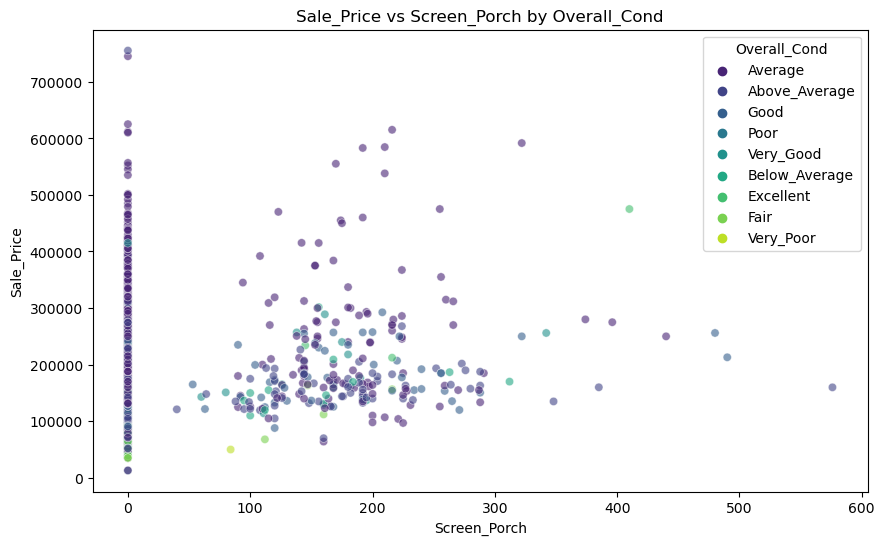 Sale_Price vs Screen_Porch by Overall_Cond
Overall_Cond
Average
Above_Average
Good
Poor
Very_Good
Below_Average
Excellent
Fair
Very_Poor
Sale_Price
700000
600000
500000
400000
300000
200000
100000
0
0 100 200 300 400 500 600
Screen_Porch